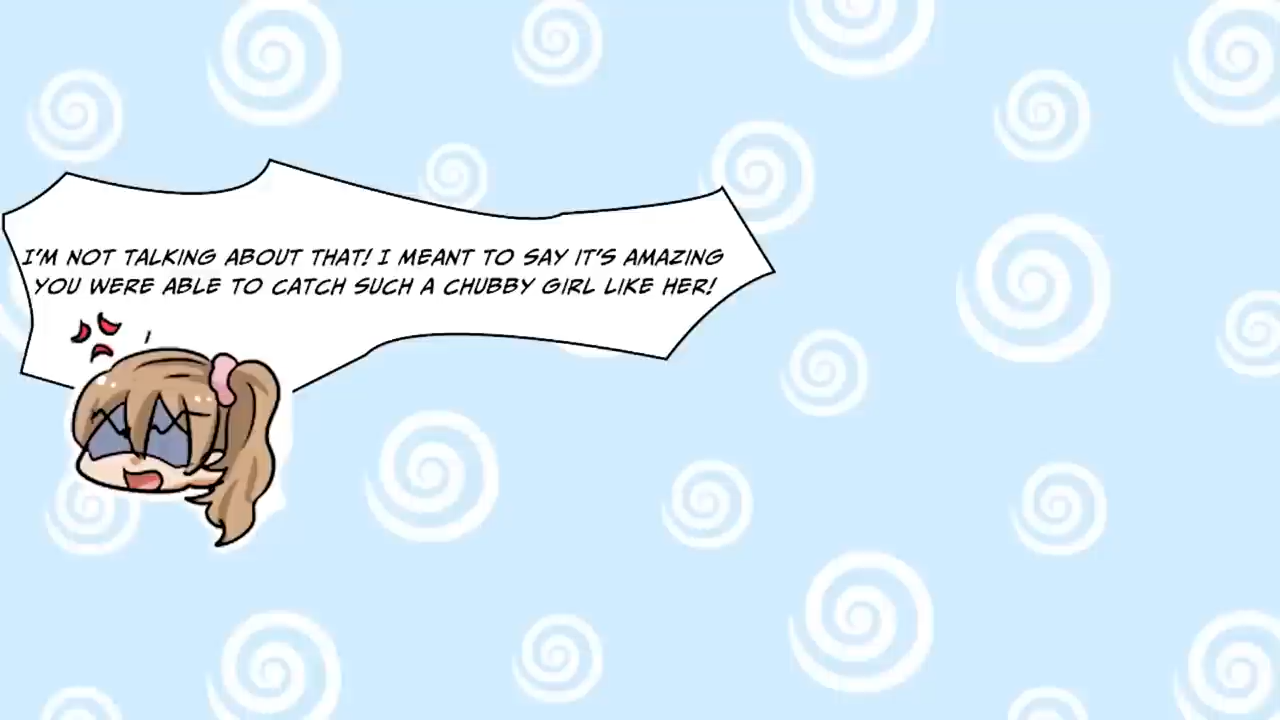 I'M NOT TALKING ABOUT THAT! I MEANT TO SAY IT'S AMAZING
YOU WERE ABLE TO CATCH SUCH A CHUBBY GIRL LIKE HER!